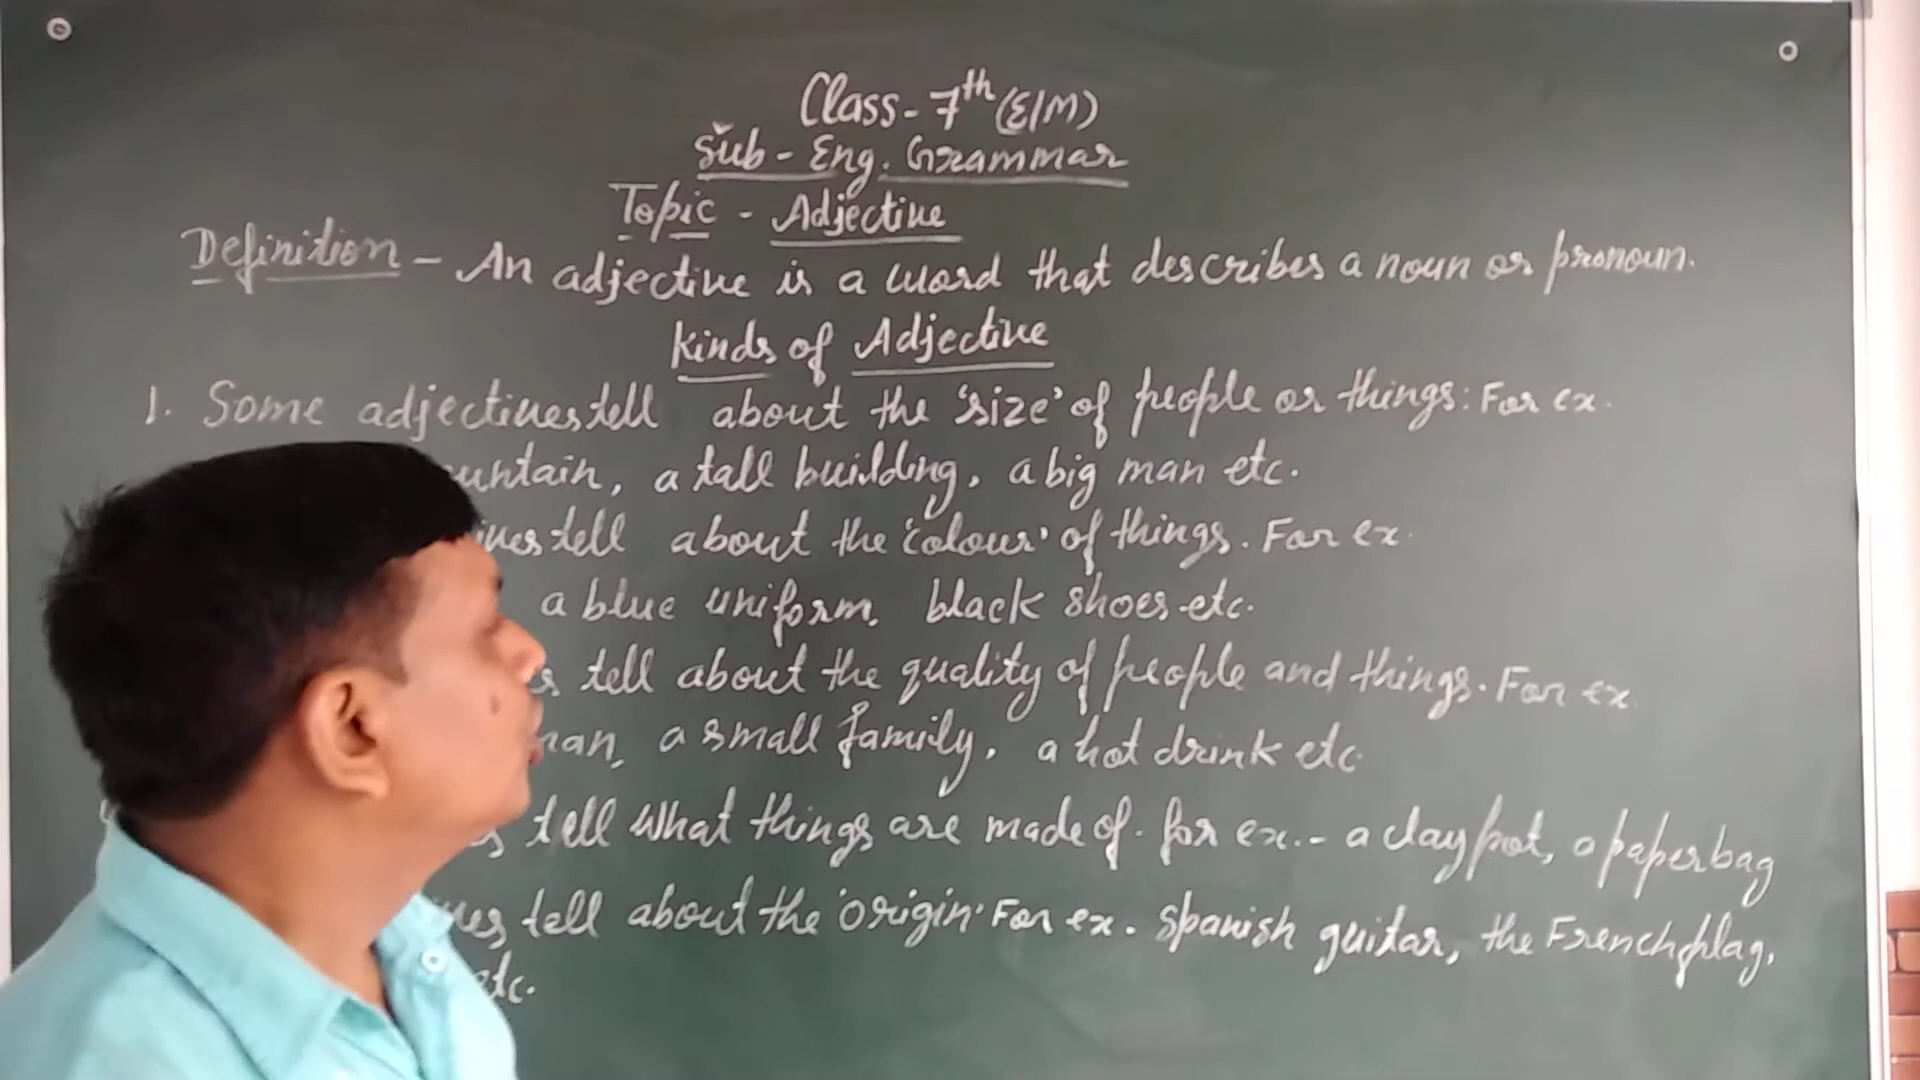 Class - 7th (E/M)
Sub - Eng. Grammar
Topic - Adjective
Definition - An adjective is a word that describes a noun or pronoun.
Kinds of Adjective
1. Some adjectives tell about the 'size' of people or things: For ex.
a tall building, a big man etc.
tell about the 'colour' of things. For ex.
a blue uniform, black shoes etc.
tell about the quality of people and things. For ex
a small family, a hot drink etc
tell what things are made of. for ex.- a clay pot, a paper bag
tell about the 'origin' For ex. Spanish guitar, the French flag,
etc.